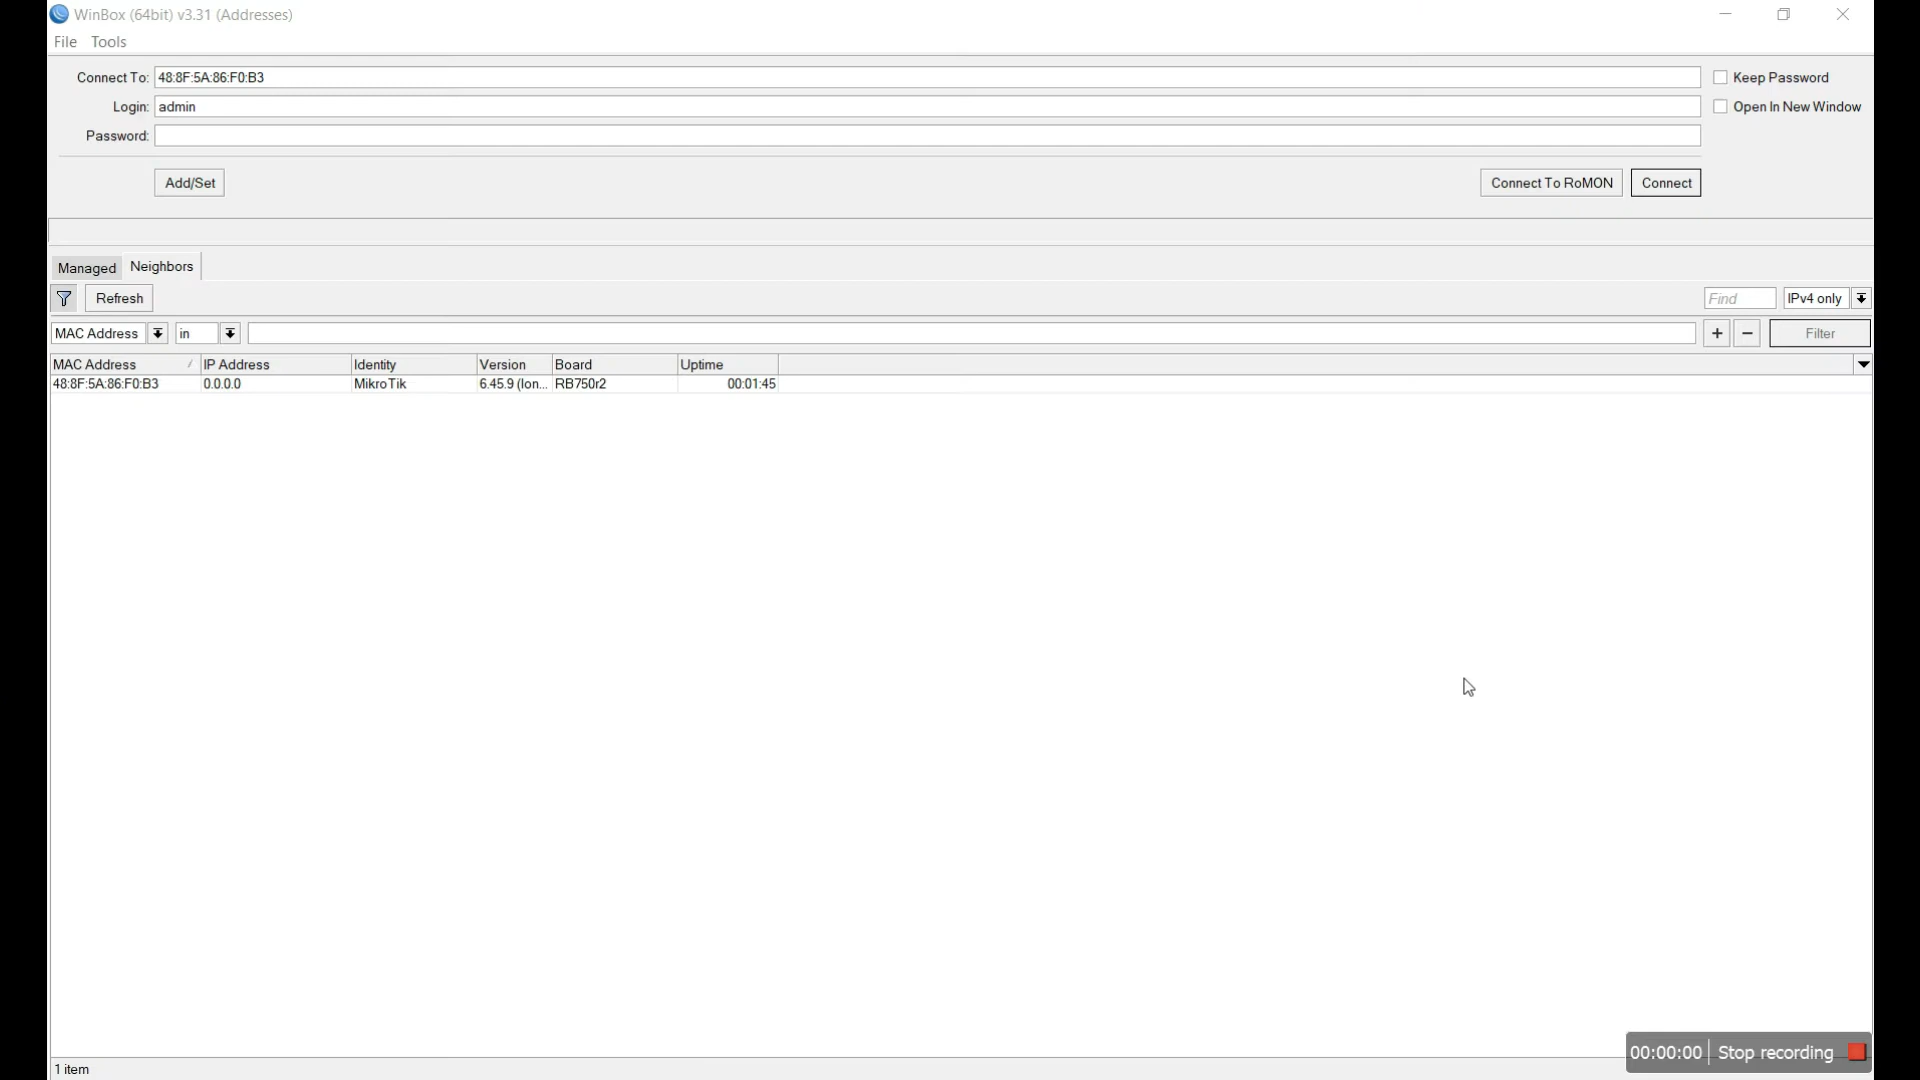 WinBox (64bit) v3.31 (Addresses)
File Tools
Connect To: 48:8F:5A:86:F0:B3 Keep Password
Login: admin Open In New Window
Password:
Add/Set Connect To RoMON Connect
Managed Neighbors
Refresh Find IPv4 only
MAC Address in + − Filter
MAC Address IP Address Identity Version Board Uptime
48:8F:5A:86:F0:B3 0.0.0.0 MikroTik 6.45.9 (lon... RB750r2 00:01:45
00:00:00 Stop recording
1 item